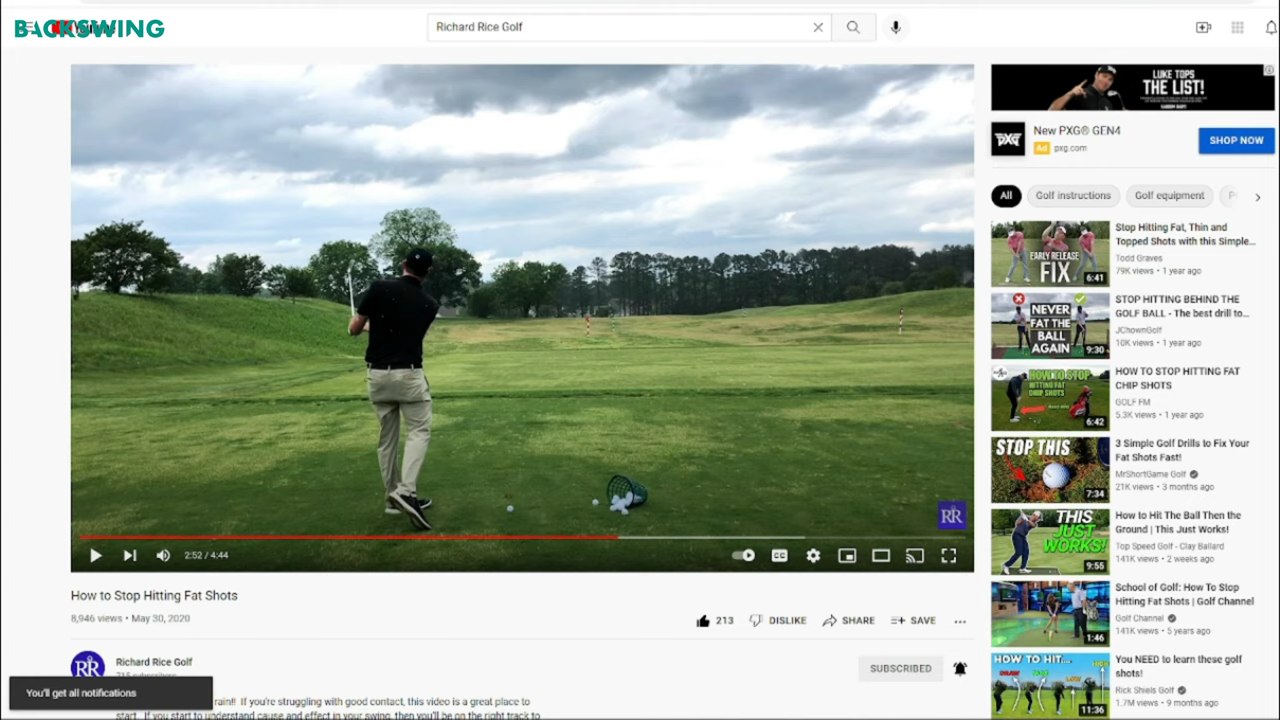 BACKSWING
Richard Rice Golf
LUKE TOPS
THE LIST!
New PXG® GEN4
PXG
Ad pxg.com
SHOP NOW
All
Golf instructions
Golf equipment
EARLY RELEASE
FIX
6:41
Stop Hitting Fat, Thin and
Topped Shots with this Simple...
Todd Graves
79K views • 1 year ago
NEVER
FAT THE
BALL
AGAIN
9:30
STOP HITTING BEHIND THE
GOLF BALL - The best drill to...
JChownGolf
10K views • 1 year ago
HOW TO STOP
HITTING FAT
CHIP SHOTS
6:42
HOW TO STOP HITTING FAT
CHIP SHOTS
GOLF FM
5.3K views • 1 year ago
STOP THIS
7:34
3 Simple Golf Drills to Fix Your
Fat Shots Fast!
MrShortGame Golf
21K views • 3 months ago
THIS
JUST
WORKS!
9:55
How to Hit The Ball Then the
Ground | This Just Works!
Top Speed Golf - Clay Ballard
141K views • 2 weeks ago
1:46
School of Golf: How To Stop
Hitting Fat Shots | Golf Channel
Golf Channel
141K views • 5 years ago
HOW TO HIT...
11:36
You NEED to learn these golf
shots!
Rick Shiels Golf
1.7M views • 9 months ago
RR
2:52 / 4:44
CC
How to Stop Hitting Fat Shots
8,946 views • May 30, 2020
213
DISLIKE
SHARE
SAVE
RR
Richard Rice Golf
715 subscribers
SUBSCRIBED
You'll get all notifications
rain!! If you're struggling with good contact, this video is a great place to
start. If you start to understand cause and effect in your swing, then you'll be on the right track to